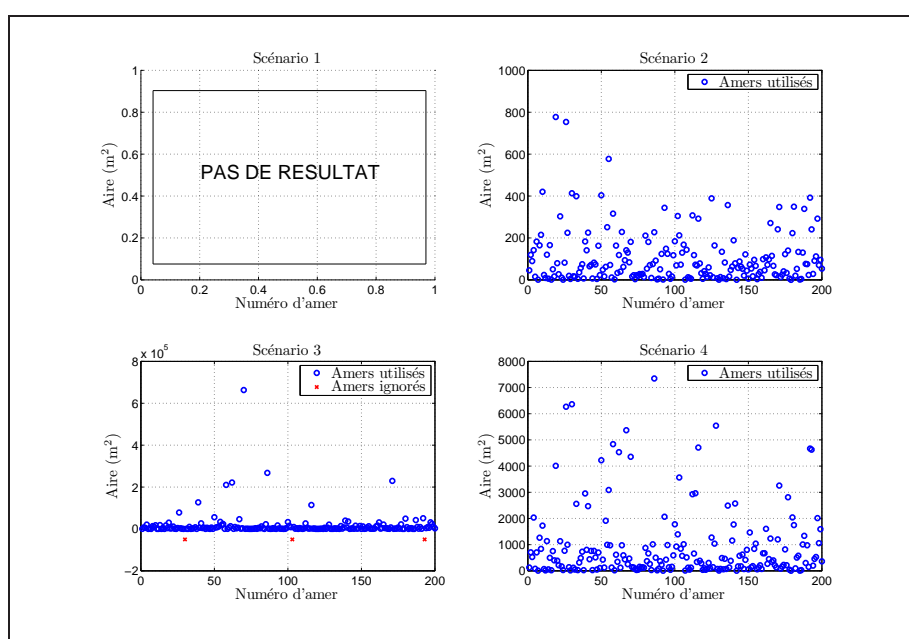 Scénario 1
1
0.8
0.6
0.4
0.2
0
Aire (m²)
PAS DE RESULTAT
0 0.2 0.4 0.6 0.8 1
Numéro d'amer
Scénario 2
1000
800
600
400
200
0
Aire (m²)
Amers utilisés
0 50 100 150 200
Numéro d'amer
Scénario 3
x 10⁵
8
6
4
2
0
−2
Aire (m²)
Amers utilisés
Amers ignorés
0 50 100 150 200
Numéro d'amer
Scénario 4
8000
7000
6000
5000
4000
3000
2000
1000
0
Aire (m²)
Amers utilisés
0 50 100 150 200
Numéro d'amer